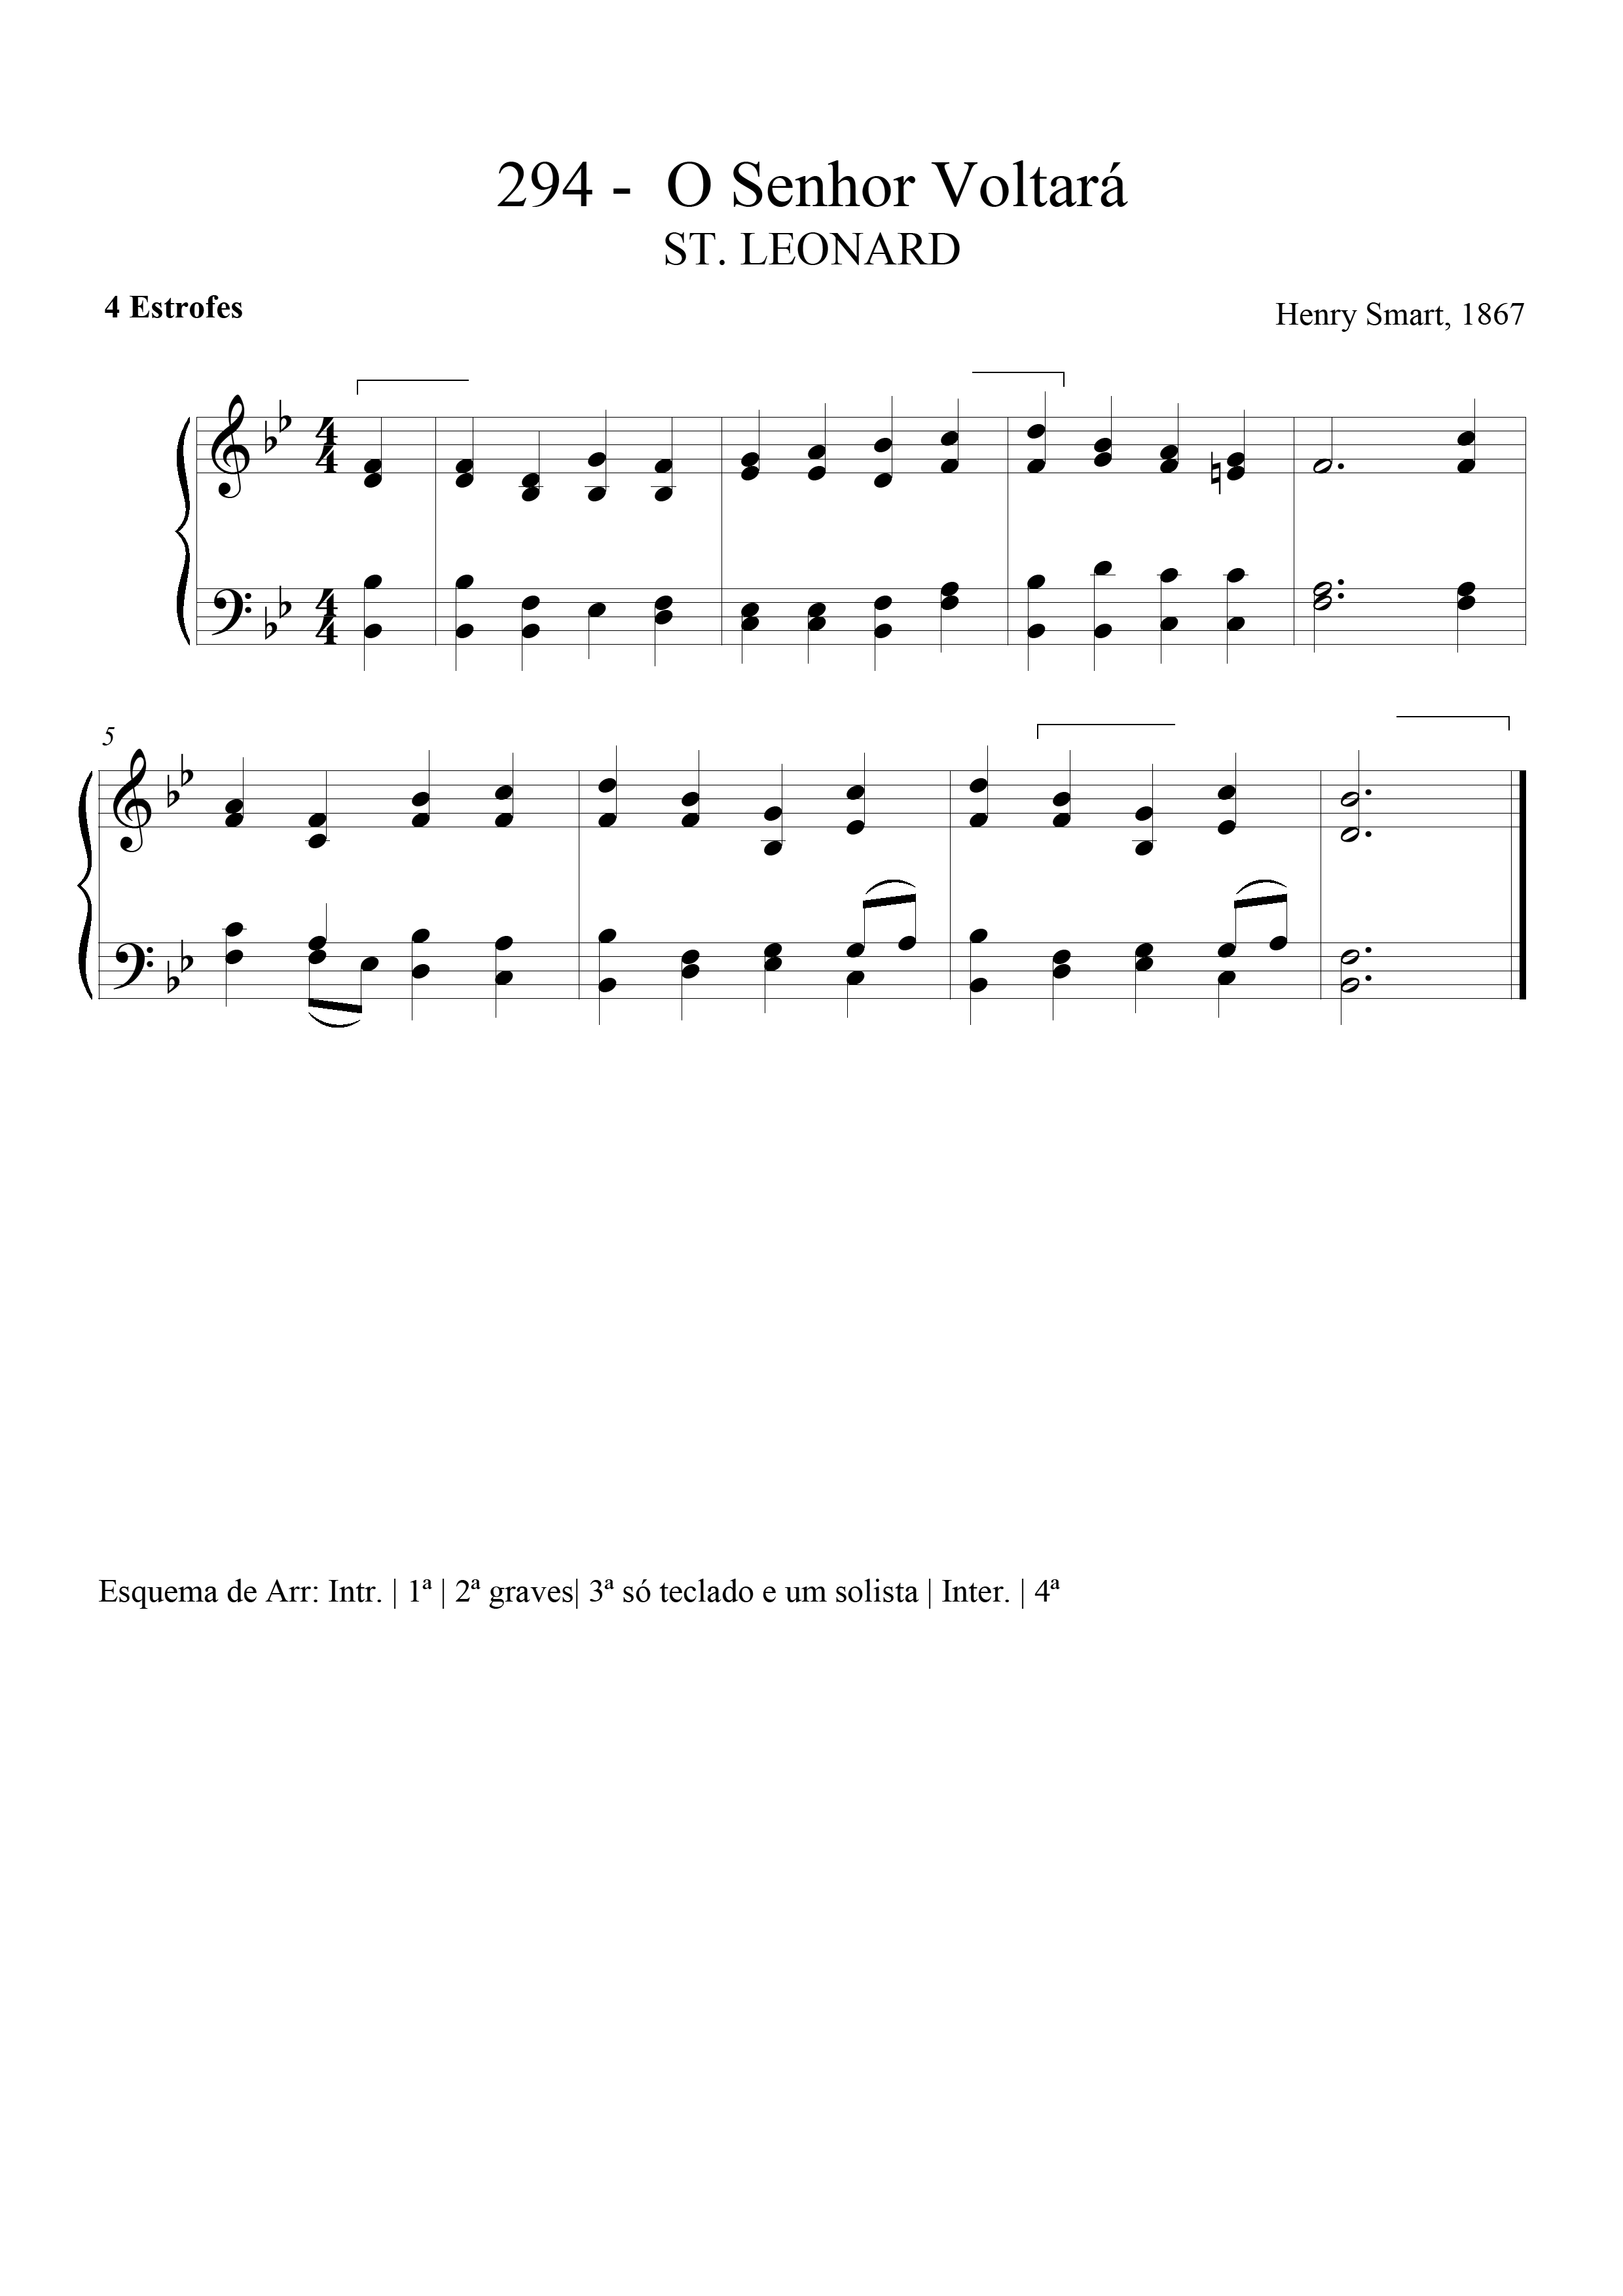 294 - O Senhor Voltará
ST. LEONARD
4 Estrofes
Henry Smart, 1867
5
Esquema de Arr: Intr. | 1ª | 2ª graves| 3ª só teclado e um solista | Inter. | 4ª